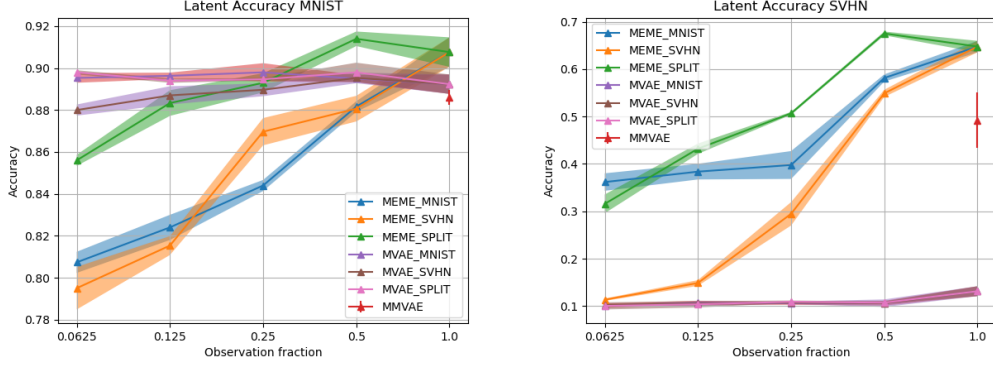 Latent Accuracy MNIST
0.92
0.90
0.88
0.86
0.84
0.82
0.80
0.78
Accuracy
MEME_MNIST
MEME_SVHN
MEME_SPLIT
MVAE_MNIST
MVAE_SVHN
MVAE_SPLIT
MMVAE
0.0625
0.125
0.25
0.5
1.0
Observation fraction
Latent Accuracy SVHN
0.7
0.6
0.5
0.4
0.3
0.2
0.1
Accuracy
MEME_MNIST
MEME_SVHN
MEME_SPLIT
MVAE_MNIST
MVAE_SVHN
MVAE_SPLIT
MMVAE
0.0625
0.125
0.25
0.5
1.0
Observation fraction